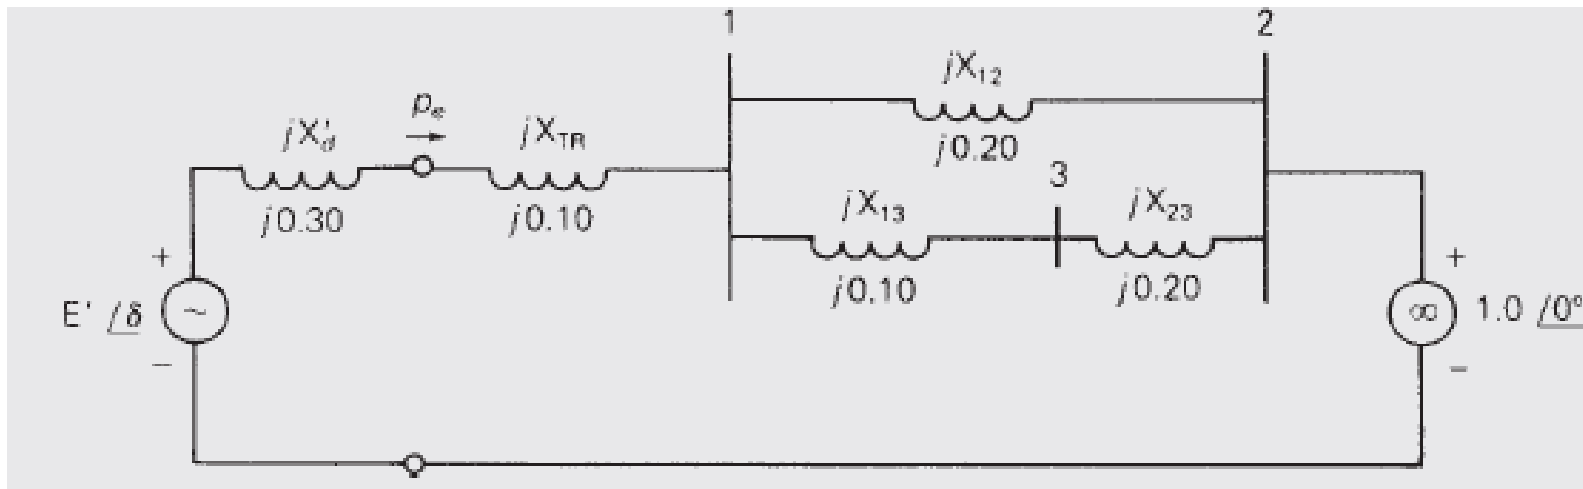 1
2
jX₁₂
j0.20
pₑ
jX'd
jX_TR
j0.30
j0.10
3
jX₁₃
jX₂₃
j0.10
j0.20
+
E' /δ
~
−
+
∞
1.0 /0°
−